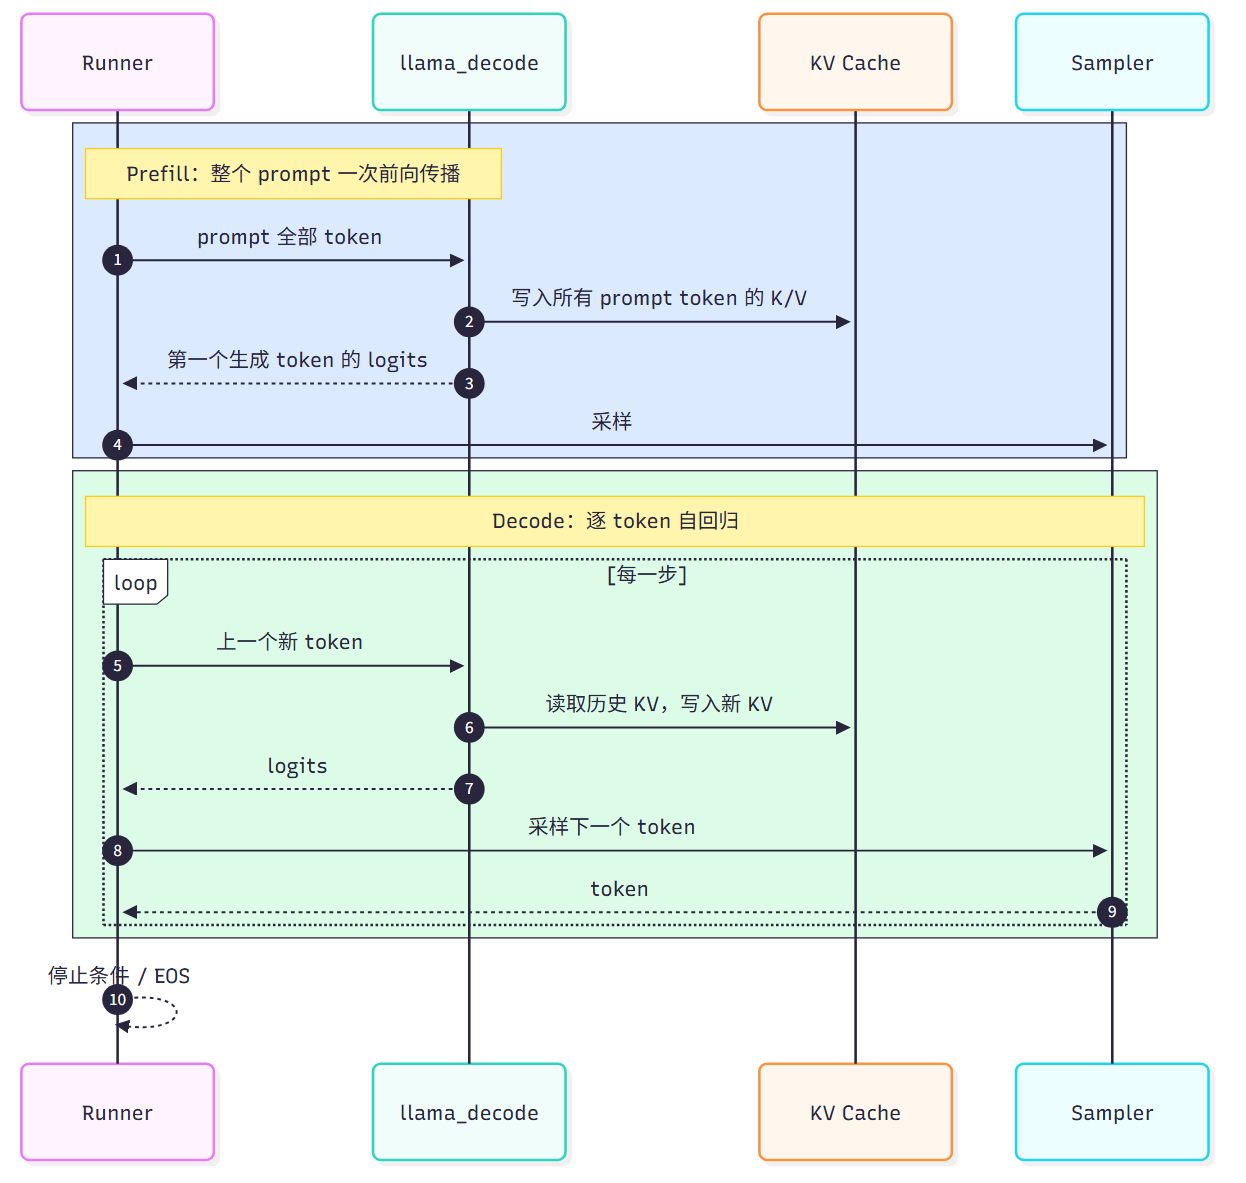 Runner
llama_decode
KV Cache
Sampler
Prefill：整个 prompt 一次前向传播
prompt 全部 token
1
写入所有 prompt token 的 K/V
2
第一个生成 token 的 logits
3
采样
4
Decode：逐 token 自回归
loop
[每一步]
上一个新 token
5
读取历史 KV，写入新 KV
6
logits
7
采样下一个 token
8
token
9
停止条件 / EOS
10
Runner
llama_decode
KV Cache
Sampler